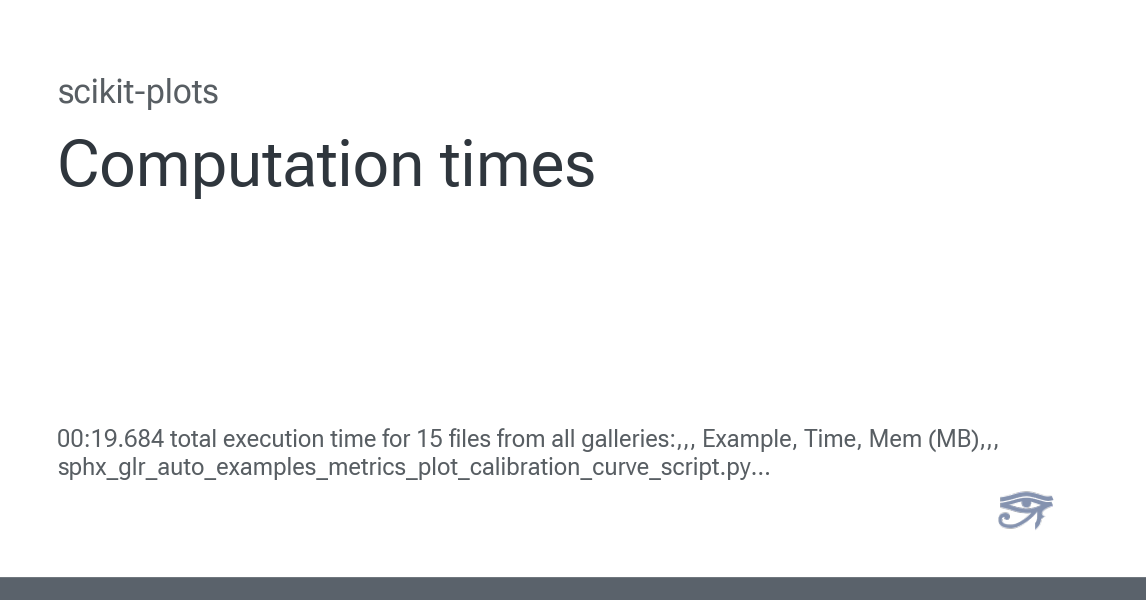 scikit-plots
Computation times
00:19.684 total execution time for 15 files from all galleries:,,, Example, Time, Mem (MB),,,
sphx_glr_auto_examples_metrics_plot_calibration_curve_script.py...